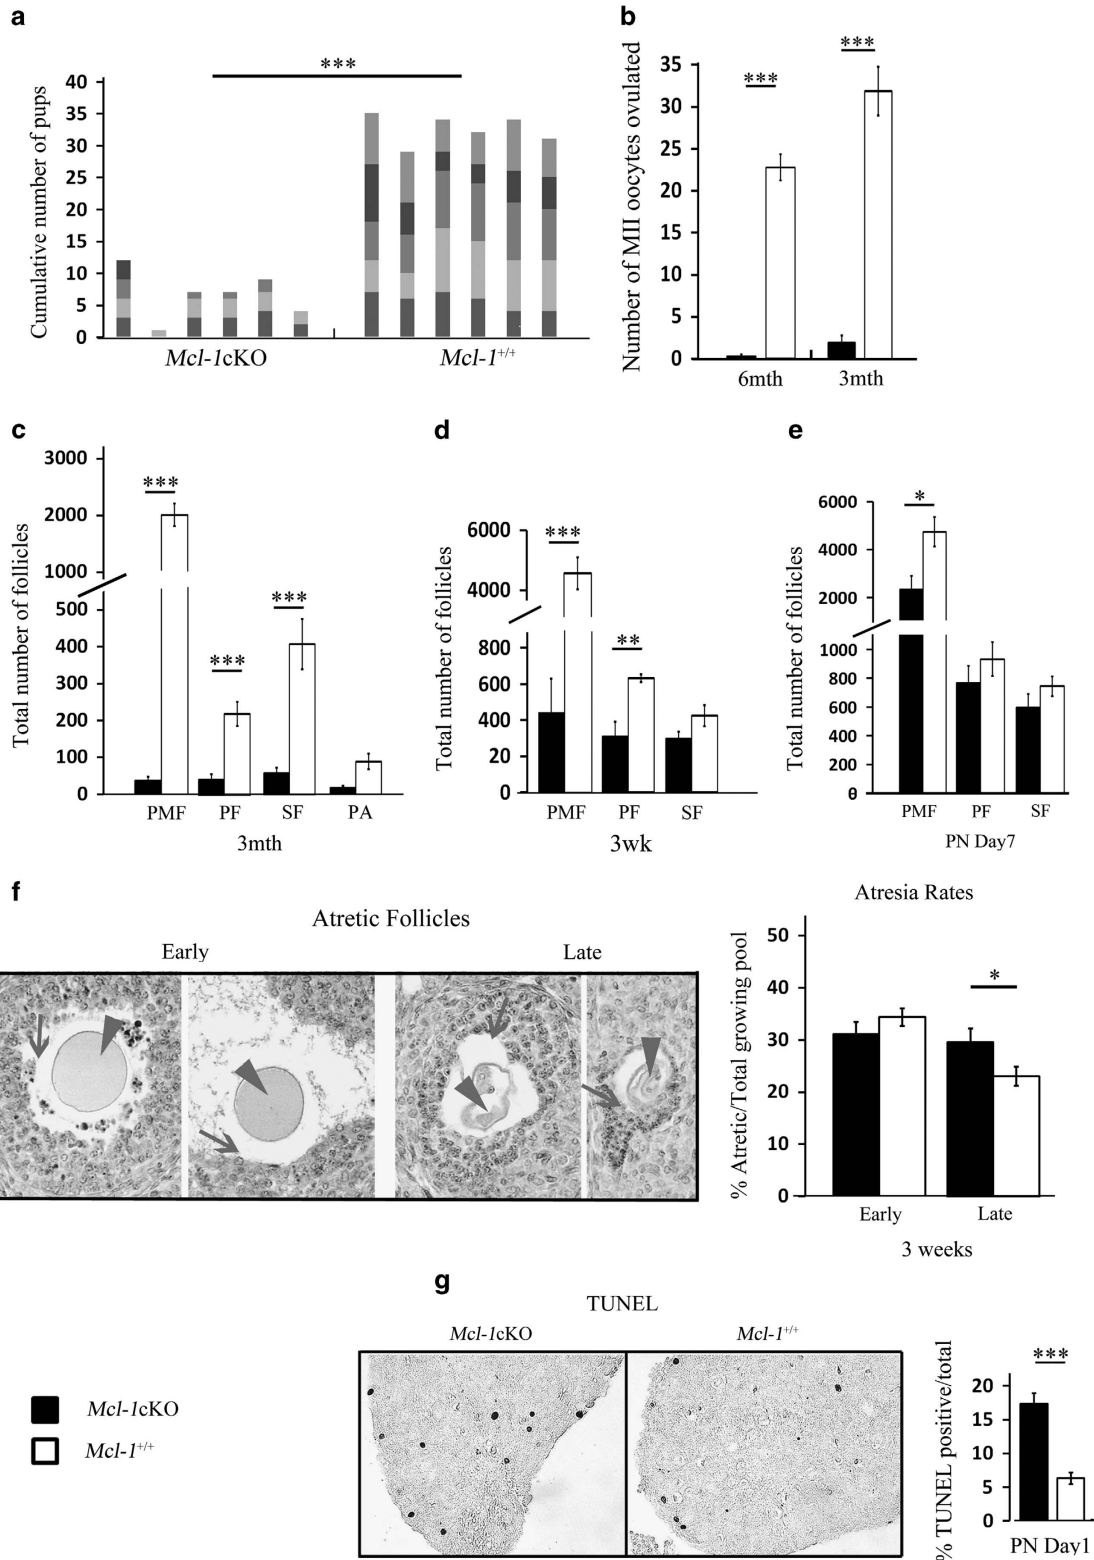 a
***
Cumulative number of pups
40
35
30
25
20
15
10
5
0
Mcl-1cKO
Mcl-1+/+
b
***
***
Number of MII oocytes ovulated
35
30
25
20
15
10
5
0
6mth
3mth
c
Total number of follicles
3000
2000
1000
500
400
300
200
100
0
***
***
***
PMF
PF
SF
PA
3mth
d
Total number of follicles
6000
4000
800
600
400
20
0
***
**
PMF
PF
SF
3wk
e
Total number of follicles
6000
4000
2000
1000
800
600
400
200
0
*
PMF
PF
SF
PN Day7
f
Atretic Follicles
Early
Late
Atresia Rates
% Atretic/Total growing pool
50
40
30
20
10
0
*
Early
Late
3 weeks
g
TUNEL
Mcl-1cKO
Mcl-1+/+
Mcl-1cKO
Mcl-1+/+
% TUNEL positive/total
20
15
10
5
0
***
PN Day1